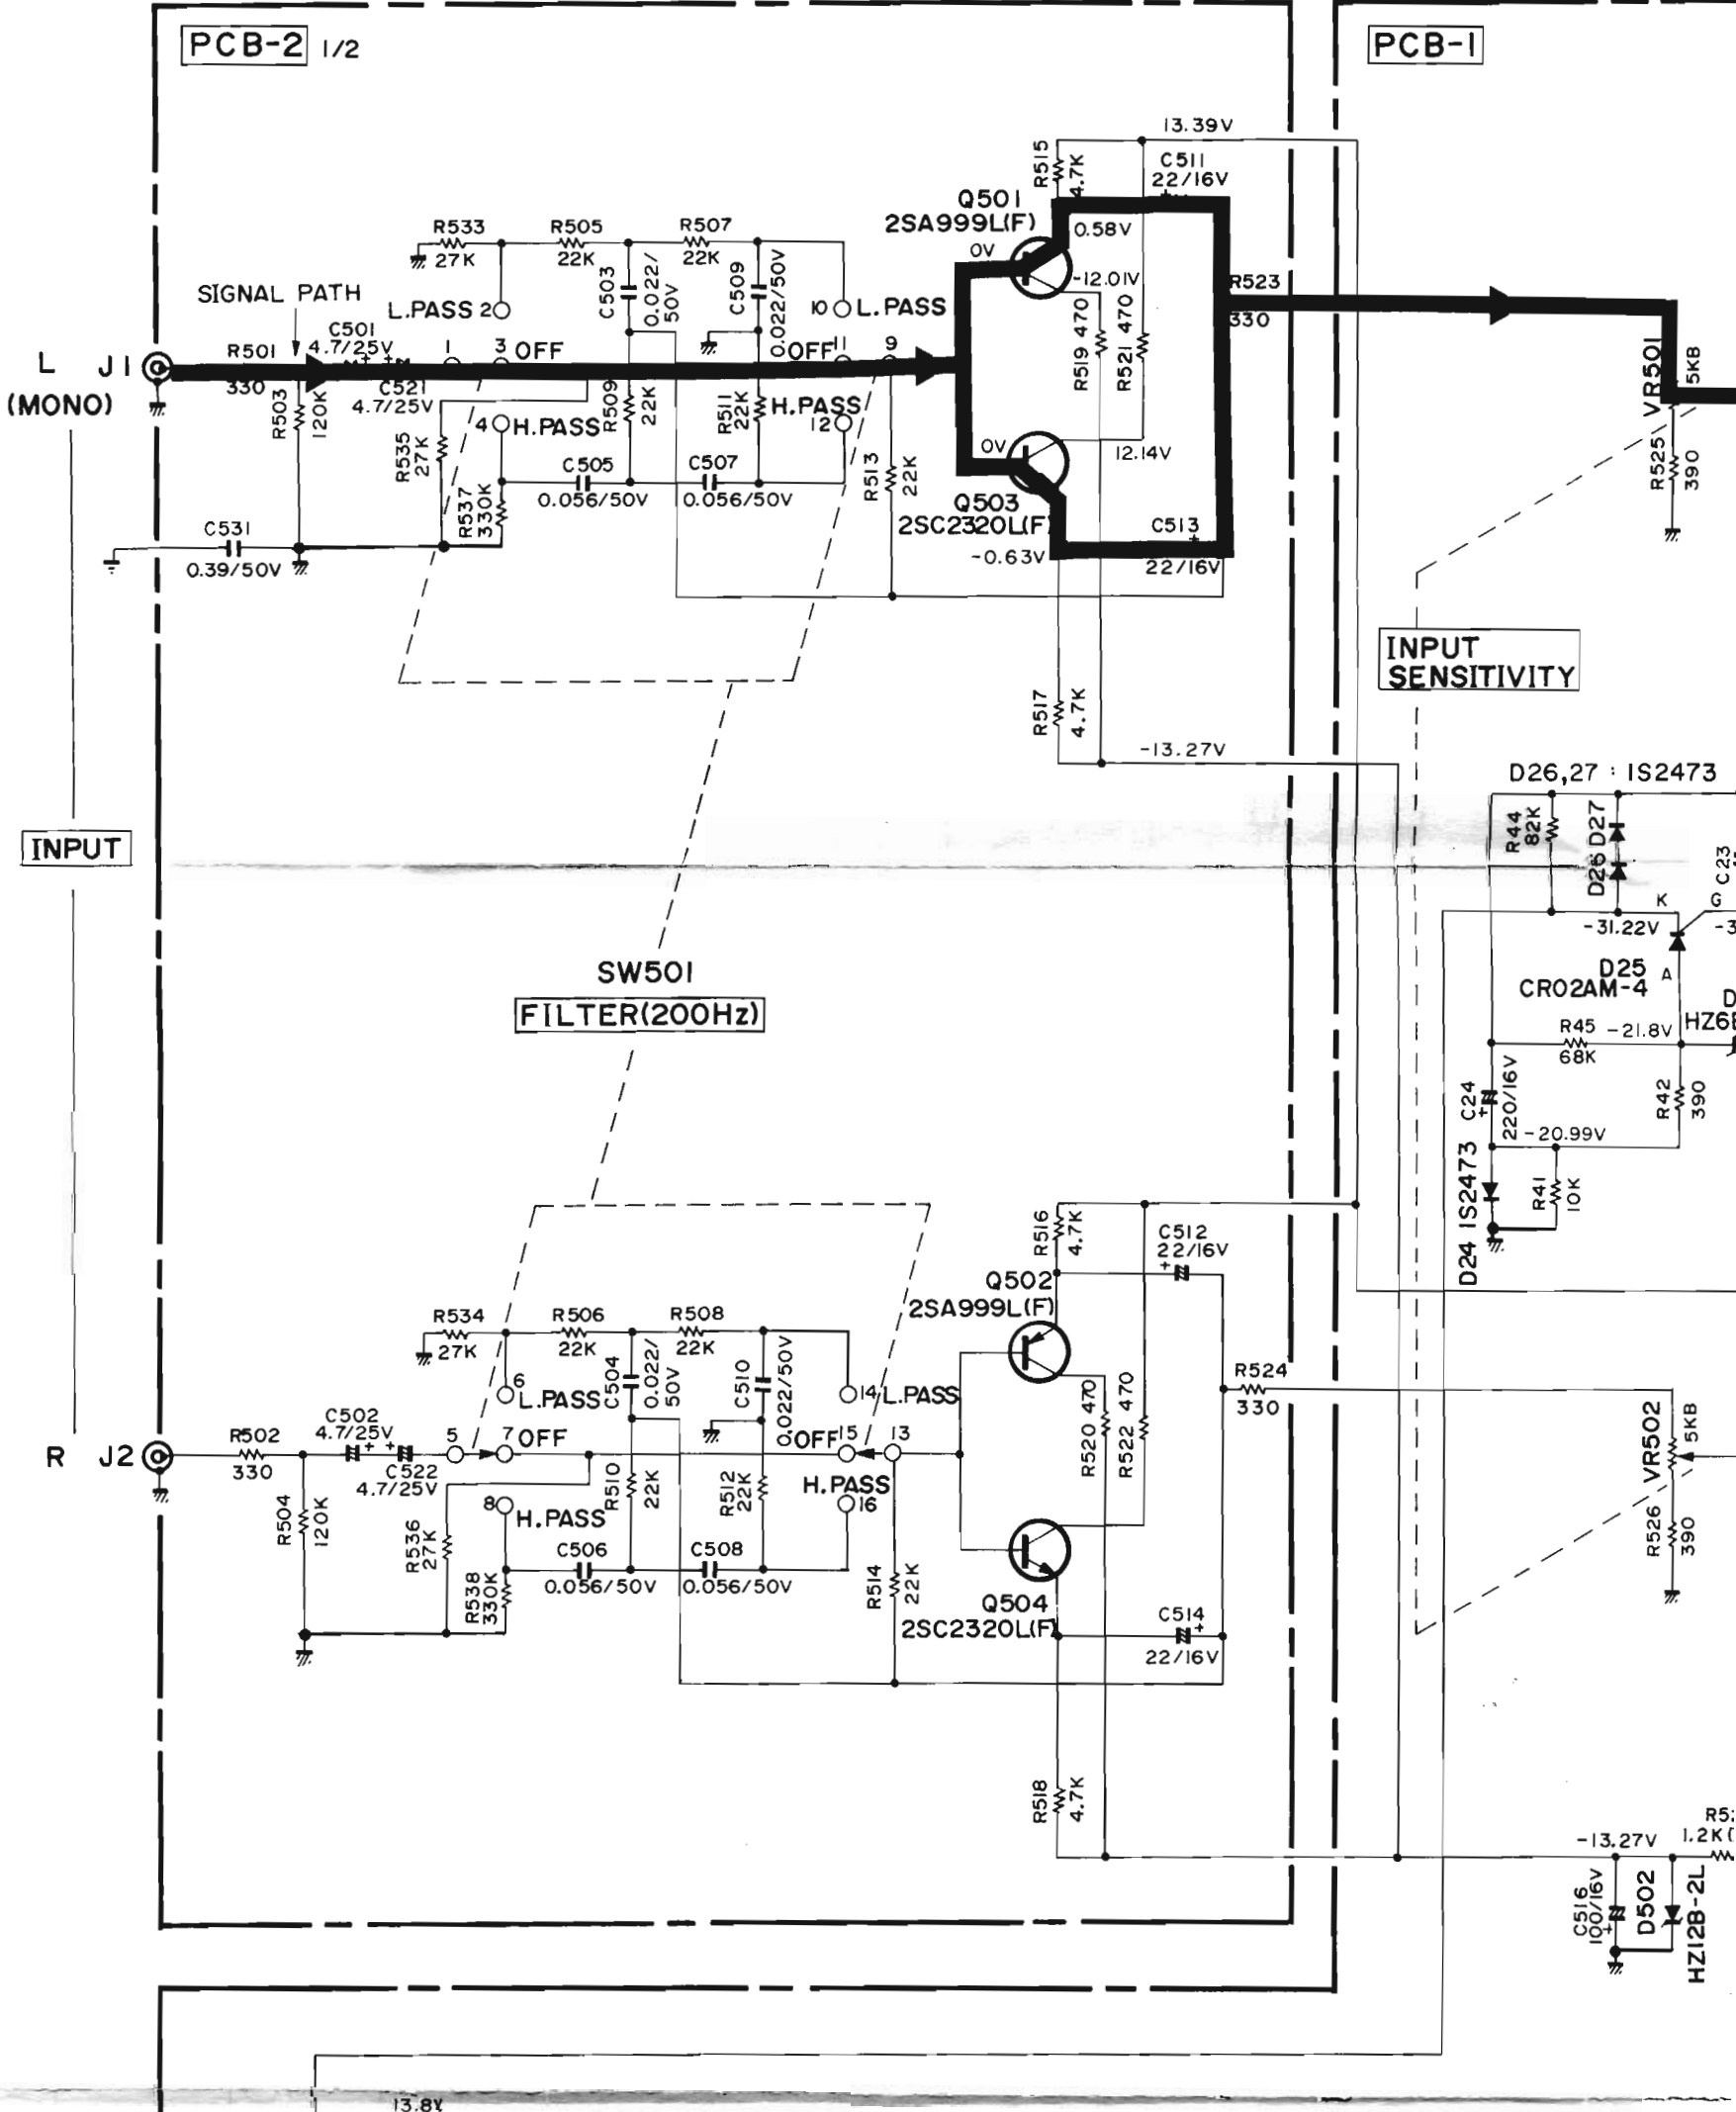 PCB-2 1/2
PCB-1
13.39V
R515
4.7K
C511
22/16V
Q501
2SA999L(F)
0V
0.58V
-12.01V
R533
27K
R505
22K
R507
22K
C503
0.022/
50V
C509
0.022/50V
SIGNAL PATH
L.PASS 2
10 L.PASS
R519 470
R521 470
R523
330
L J1
(MONO)
R501
330
C501
4.7/25V
C521
4.7/25V
1
3 OFF
OFF 11
9
R503
120K
R535
27K
4 H.PASS
R509
22K
R511
22K
H.PASS
12
R513
22K
0V
12.14V
Q503
2SC2320L(F)
-0.63V
C513
22/16V
VR501
5KB
R525
390
C505
0.056/50V
C507
0.056/50V
R537
330K
C531
0.39/50V
INPUT
SENSITIVITY
R517
4.7K
-13.27V
D26,27 : IS2473
R44
82K
D26 D27
C23
INPUT
K
G
-31.22V
D25
CR02AM-4
A
SW501
FILTER(200Hz)
R45
68K
-21.8V
C24
220/16V
R42
390
-20.99V
D24 IS2473
R41
10K
R516
4.7K
C512
22/16V
Q502
2SA999L(F)
R534
27K
R506
22K
R508
22K
C504
0.022/
50V
C510
0.022/50V
6
L.PASS
14 L.PASS
R520 470
R522 470
R524
330
R J2
R502
330
C502
4.7/25V
C522
4.7/25V
5
7 OFF
OFF 15
13
R504
120K
R536
27K
8
H.PASS
R510
22K
R512
22K
H.PASS
16
R514
22K
C506
0.056/50V
C508
0.056/50V
R538
330K
Q504
2SC2320L(F)
C514
22/16V
VR502
5KB
R526
390
R518
4.7K
-13.27V
C516
100/16V
D502
HZ12B-2L
13.8V